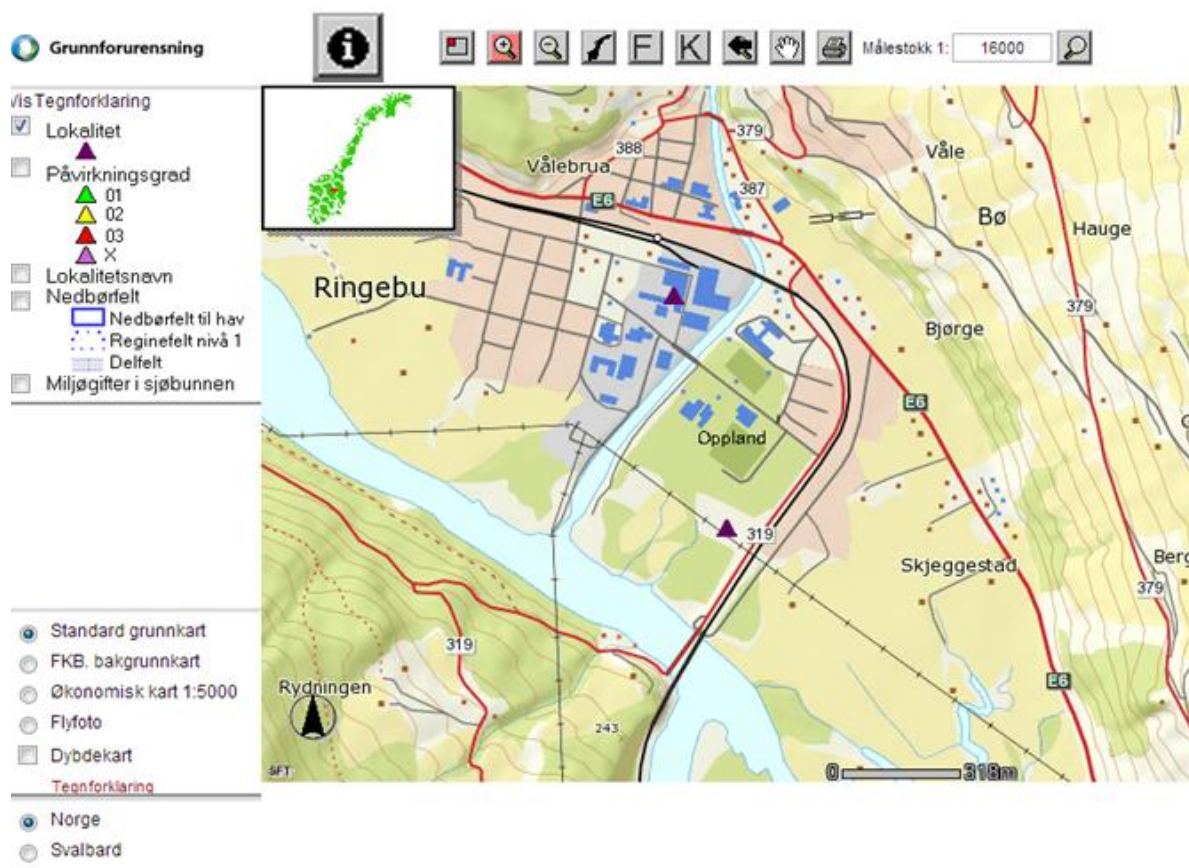 Grunnforurensning
F
K
Målestokk 1: 16000
Vis Tegnforklaring
Lokalitet
Påvirkningsgrad
01
02
03
X
Lokalitetsnavn
Nedbørfelt
Nedbørfelt til hav
Reginefelt nivå 1
Delfelt
Miljøgifter i sjøbunnen
Standard grunnkart
FKB, bakgrunnkart
Økonomisk kart 1:5000
Flyfoto
Dybdekart
Tegnforklaring
Norge
Svalbard
379
388
Våle
Vålebrua
387
E6
Bø
Hauge
Ringebu
379
Bjørge
E6
Oppland
319
Skjeggestad
Berg
379
319
E6
Rydningen
243
SFT
0 318m